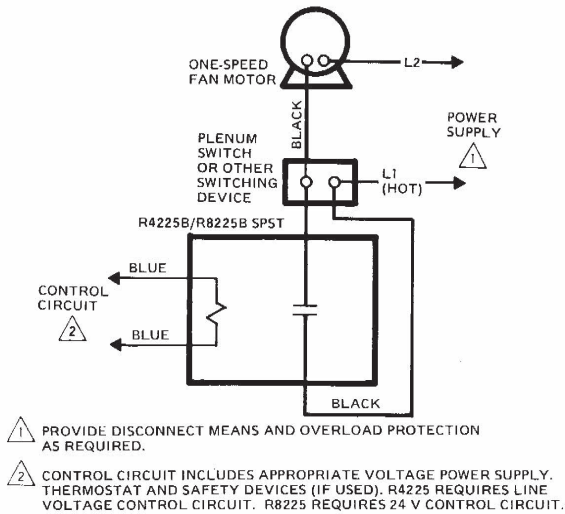 ONE-SPEED
FAN MOTOR
L2
BLACK
POWER
SUPPLY
1
PLENUM
SWITCH
OR OTHER
SWITCHING
DEVICE
L1
(HOT)
R4225B/R8225B SPST
BLUE
CONTROL
CIRCUIT
2
BLUE
BLACK
1 PROVIDE DISCONNECT MEANS AND OVERLOAD PROTECTION
AS REQUIRED.
2 CONTROL CIRCUIT INCLUDES APPROPRIATE VOLTAGE POWER SUPPLY.
THERMOSTAT AND SAFETY DEVICES (IF USED). R4225 REQUIRES LINE
VOLTAGE CONTROL CIRCUIT. R8225 REQUIRES 24 V CONTROL CIRCUIT.